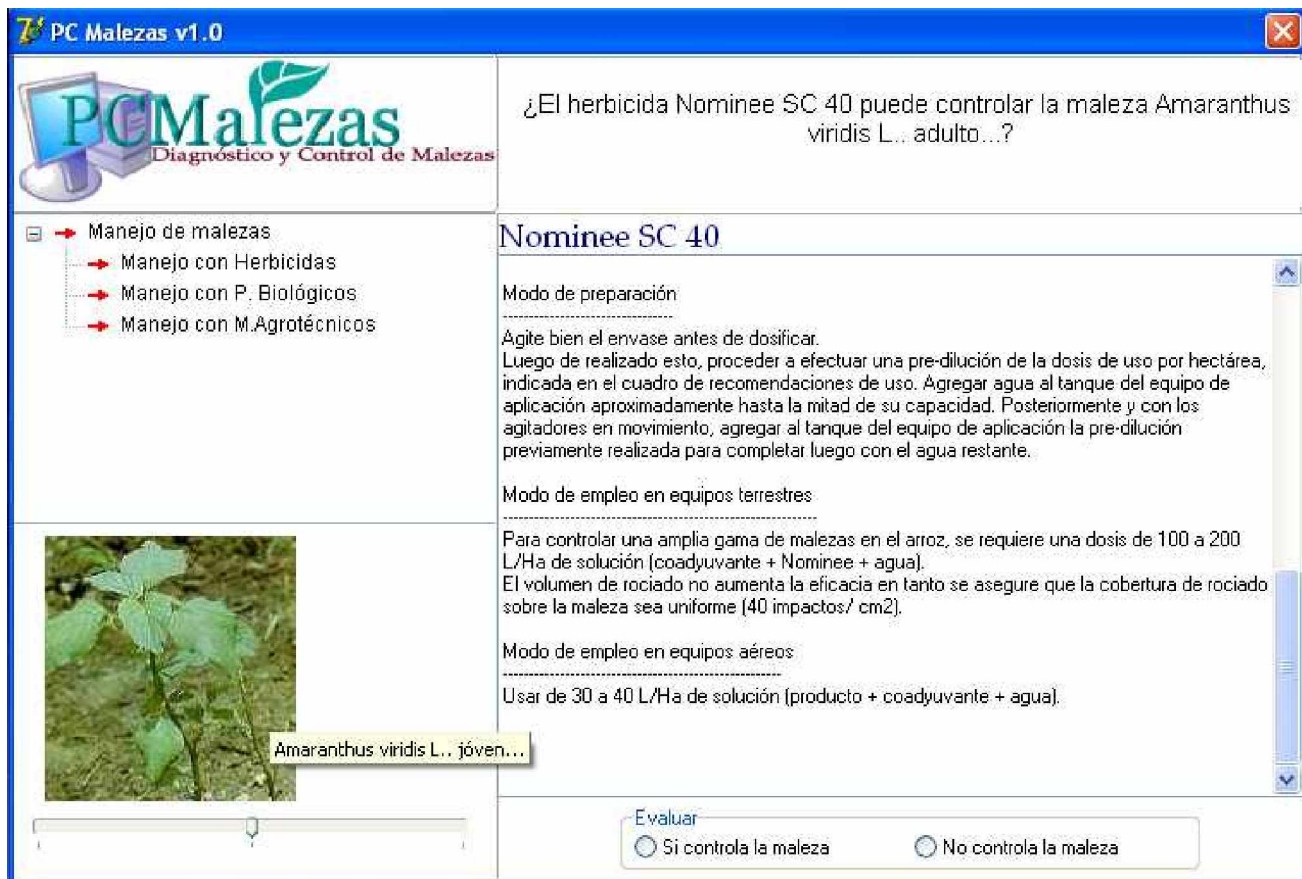 PC Malezas v1.0
PCMalezas
Diagnóstico y Control de Malezas
¿El herbicida Nominee SC 40 puede controlar la maleza Amaranthus
viridis L.. adulto...?
Manejo de malezas
Manejo con Herbicidas
Manejo con P. Biológicos
Manejo con M.Agrotécnicos
Nominee SC 40
Modo de preparación
--------------------------------
Agite bien el envase antes de dosificar.
Luego de realizado esto, proceder a efectuar una pre-dilución de la dosis de uso por hectárea,
indicada en el cuadro de recomendaciones de uso. Agregar agua al tanque del equipo de
aplicación aproximadamente hasta la mitad de su capacidad. Posteriormente y con los
agitadores en movimiento, agregar al tanque del equipo de aplicación la pre-dilución
previamente realizada para completar luego con el agua restante.
Modo de empleo en equipos terrestres
------------------------------------------------------------
Para controlar una amplia gama de malezas en el arroz, se requiere una dosis de 100 a 200
L/Ha de solución (coadyuvante + Nominee + agua).
El volumen de rociado no aumenta la eficacia en tanto se asegure que la cobertura de rociado
sobre la maleza sea uniforme (40 impactos/ cm2).
Modo de empleo en equipos aéreos
-----------------------------------------------------
Usar de 30 a 40 L/Ha de solución (producto + coadyuvante + agua).
Amaranthus viridis L.. jóven...
Evaluar
Si controla la maleza
No controla la maleza